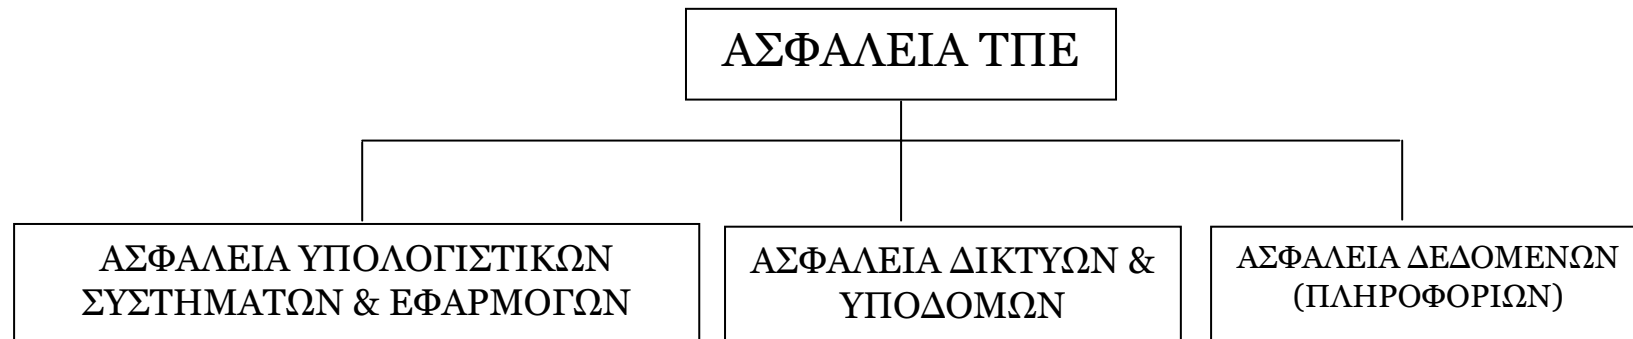 ΑΣΦΑΛΕΙΑ ΤΠΕ
ΑΣΦΑΛΕΙΑ ΥΠΟΛΟΓΙΣΤΙΚΩΝ
ΣΥΣΤΗΜΑΤΩΝ & ΕΦΑΡΜΟΓΩΝ
ΑΣΦΑΛΕΙΑ ΔΙΚΤΥΩΝ &
ΥΠΟΔΟΜΩΝ
ΑΣΦΑΛΕΙΑ ΔΕΔΟΜΕΝΩΝ
(ΠΛΗΡΟΦΟΡΙΩΝ)